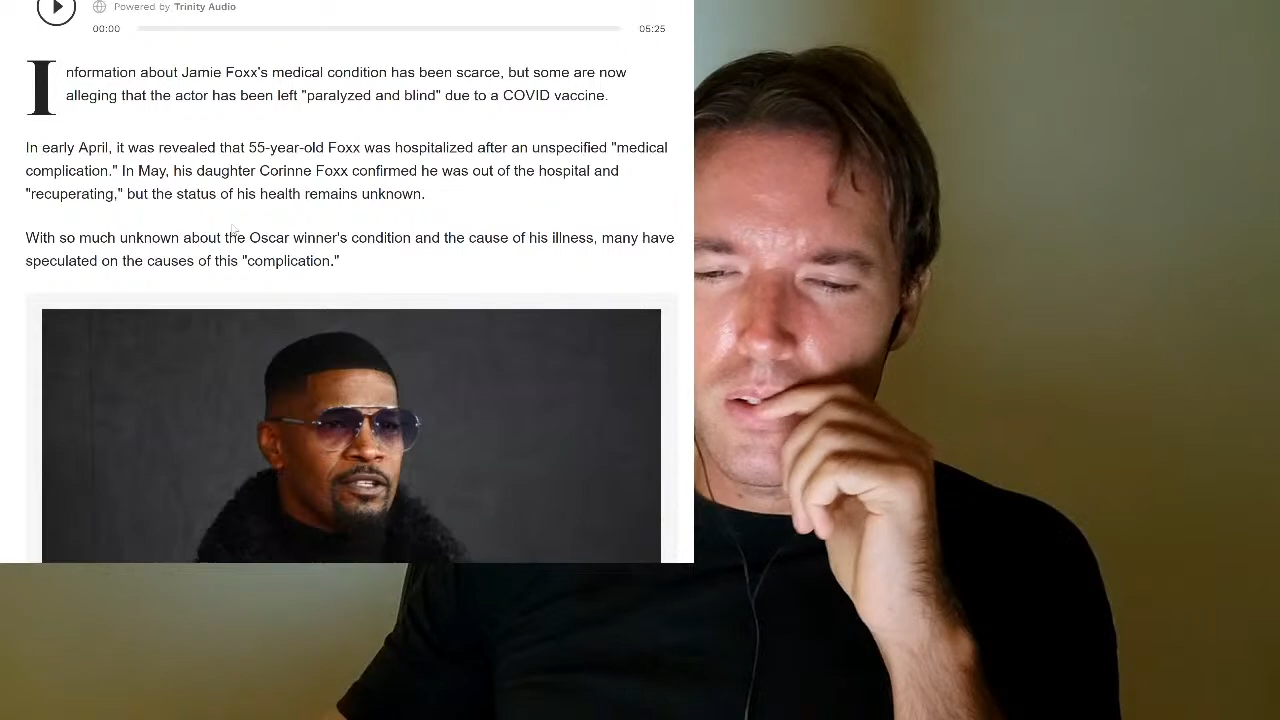 Powered by Trinity Audio
00:00
05:25
Information about Jamie Foxx's medical condition has been scarce, but some are now
alleging that the actor has been left "paralyzed and blind" due to a COVID vaccine.
In early April, it was revealed that 55-year-old Foxx was hospitalized after an unspecified "medical
complication." In May, his daughter Corinne Foxx confirmed he was out of the hospital and
"recuperating," but the status of his health remains unknown.
With so much unknown about the Oscar winner's condition and the cause of his illness, many have
speculated on the causes of this "complication."